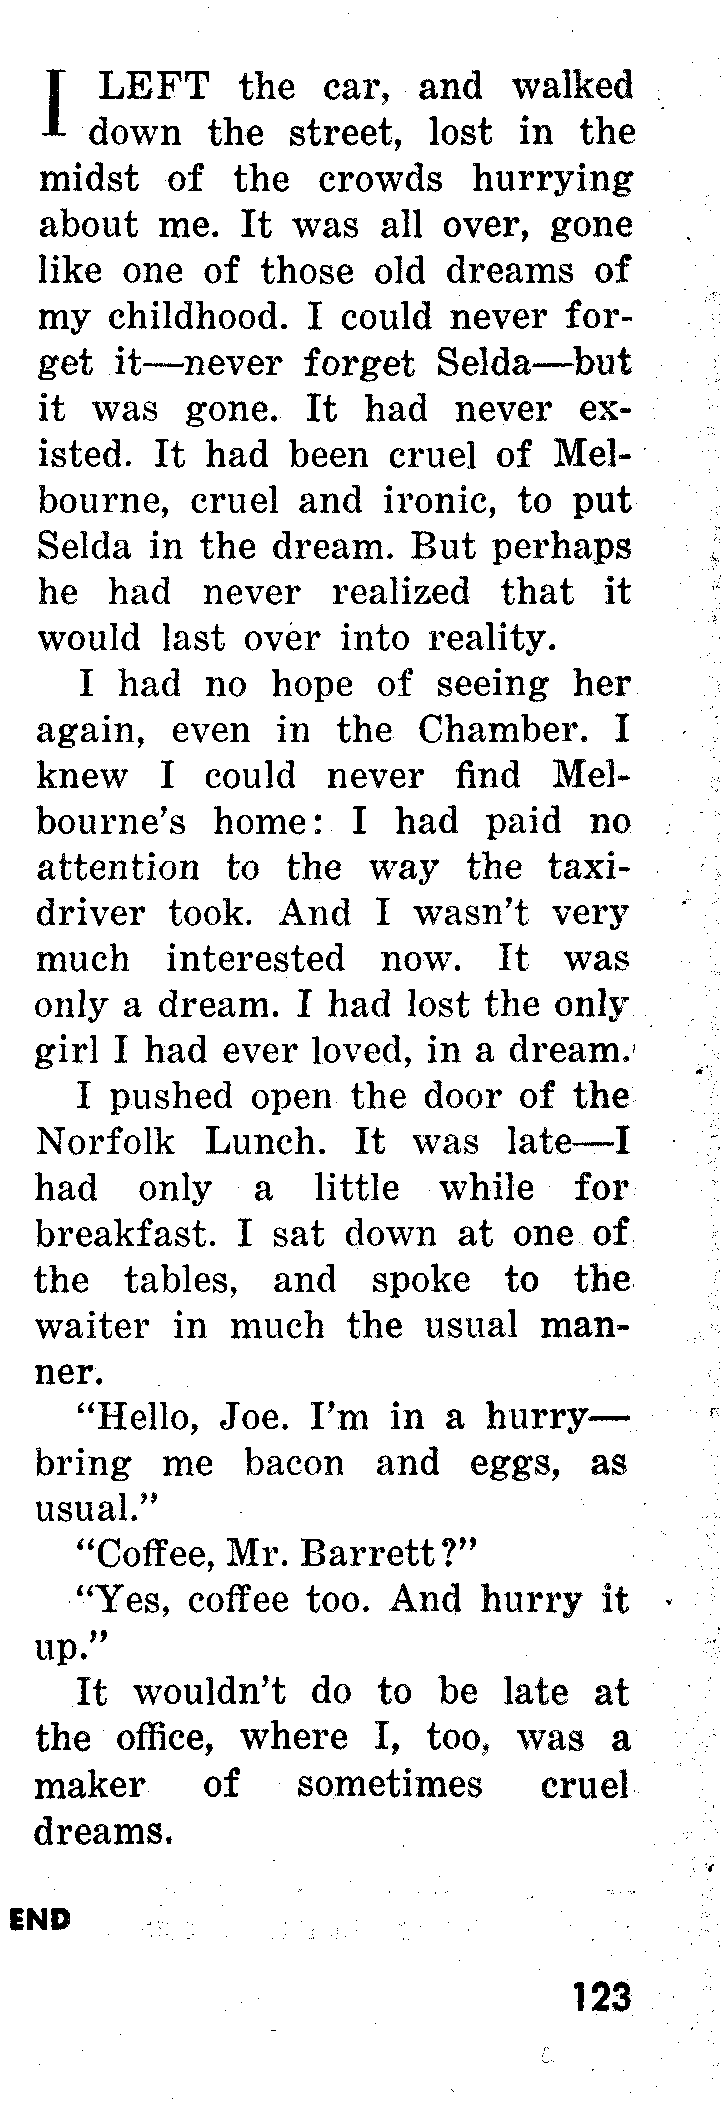 I LEFT the car, and walked
down the street, lost in the
midst of the crowds hurrying
about me. It was all over, gone
like one of those old dreams of
my childhood. I could never for-
get it—never forget Selda—but
it was gone. It had never ex-
isted. It had been cruel of Mel-
bourne, cruel and ironic, to put
Selda in the dream. But perhaps
he had never realized that it
would last over into reality.
I had no hope of seeing her
again, even in the Chamber. I
knew I could never find Mel-
bourne's home: I had paid no
attention to the way the taxi-
driver took. And I wasn't very
much interested now. It was
only a dream. I had lost the only
girl I had ever loved, in a dream.
I pushed open the door of the
Norfolk Lunch. It was late—I
had only a little while for
breakfast. I sat down at one of
the tables, and spoke to the
waiter in much the usual man-
ner.
“Hello, Joe. I'm in a hurry—
bring me bacon and eggs, as
usual.”
“Coffee, Mr. Barrett?”
“Yes, coffee too. And hurry it
up.”
It wouldn't do to be late at
the office, where I, too, was a
maker of sometimes cruel
dreams.
END
123